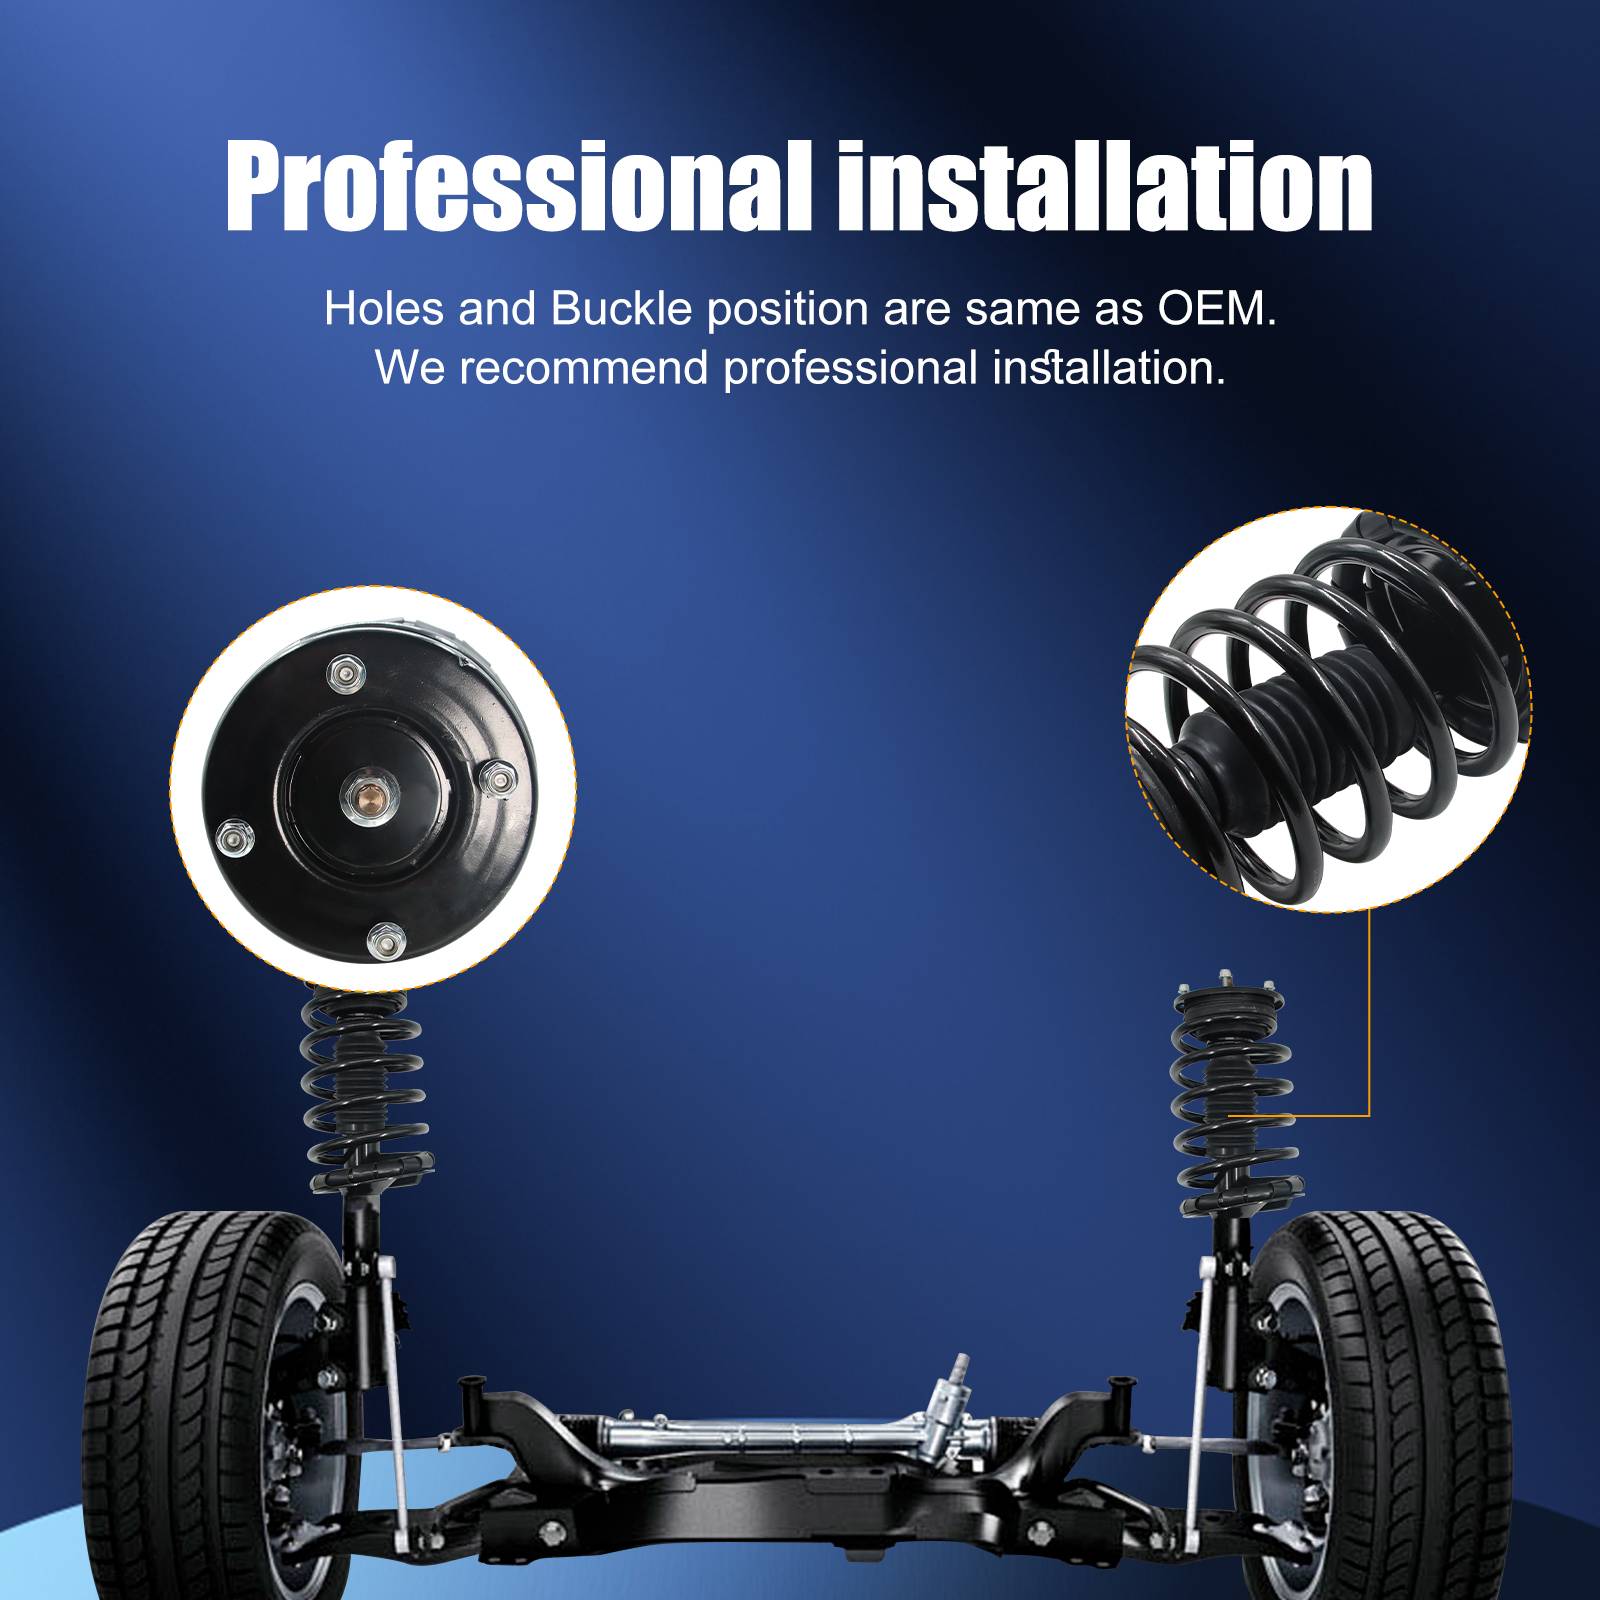 Professional installation
Holes and Buckle position are same as OEM.
We recommend professional installation.